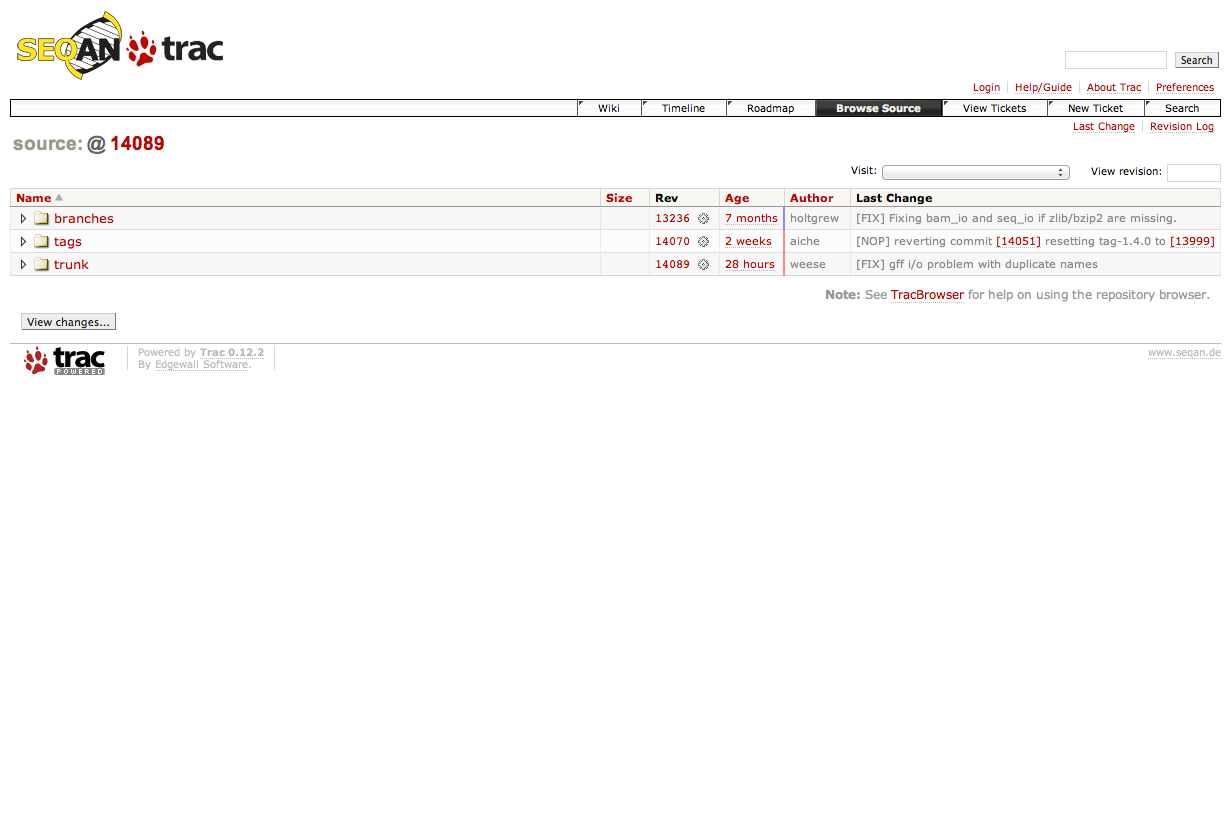 SEQAN trac
Search
Login Help/Guide About Trac Preferences
Wiki Timeline Roadmap Browse Source View Tickets New Ticket Search
Last Change Revision Log
source: @ 14089
Visit: View revision:
Name Size Rev Age Author Last Change
branches 13236 7 months holtgrew [FIX] Fixing bam_io and seq_io if zlib/bzip2 are missing.
tags 14070 2 weeks aiche [NOP] reverting commit [14051] resetting tag-1.4.0 to [13999]
trunk 14089 28 hours weese [FIX] gff i/o problem with duplicate names
Note: See TracBrowser for help on using the repository browser.
View changes...
trac POWERED
Powered by Trac 0.12.2
By Edgewall Software.
www.seqan.de